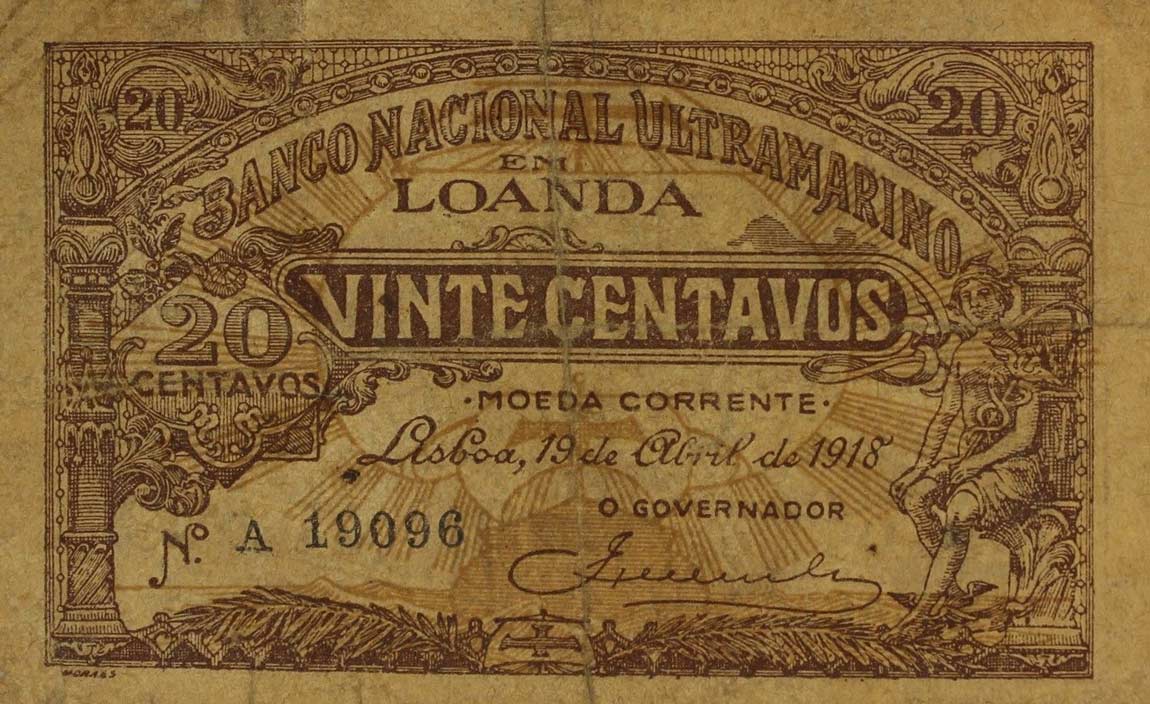 20 20
BANCO NACIONAL ULTRAMARINO
EM
LOANDA
VINTE CENTAVOS
20
CENTAVOS
·MOEDA CORRENTE·
Lisboa, 19 de Abril de 1918
O GOVERNADOR
Nº. A 19096
MORAES